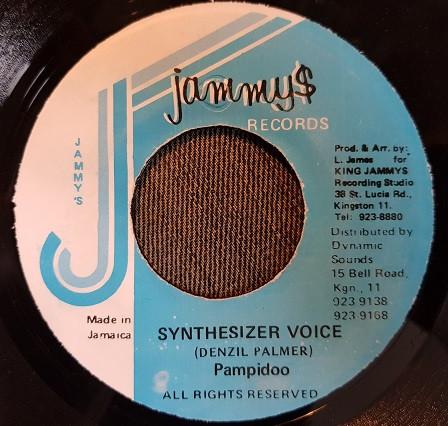 jammy$
RECORDS
JAMMY'S
Prod. & Arr. by:
L. James for
KING JAMMYS
Recording Studio
38 St. Lucia Rd.,
Kingston 11.
Tel: 923-8880
Distributed by
Dynamic
Sounds
15 Bell Road,
Kgn., 11
923 9138
923 9168
Made in
Jamaica
SYNTHESIZER VOICE
(DENZIL PALMER)
Pampidoo
ALL RIGHTS RESERVED